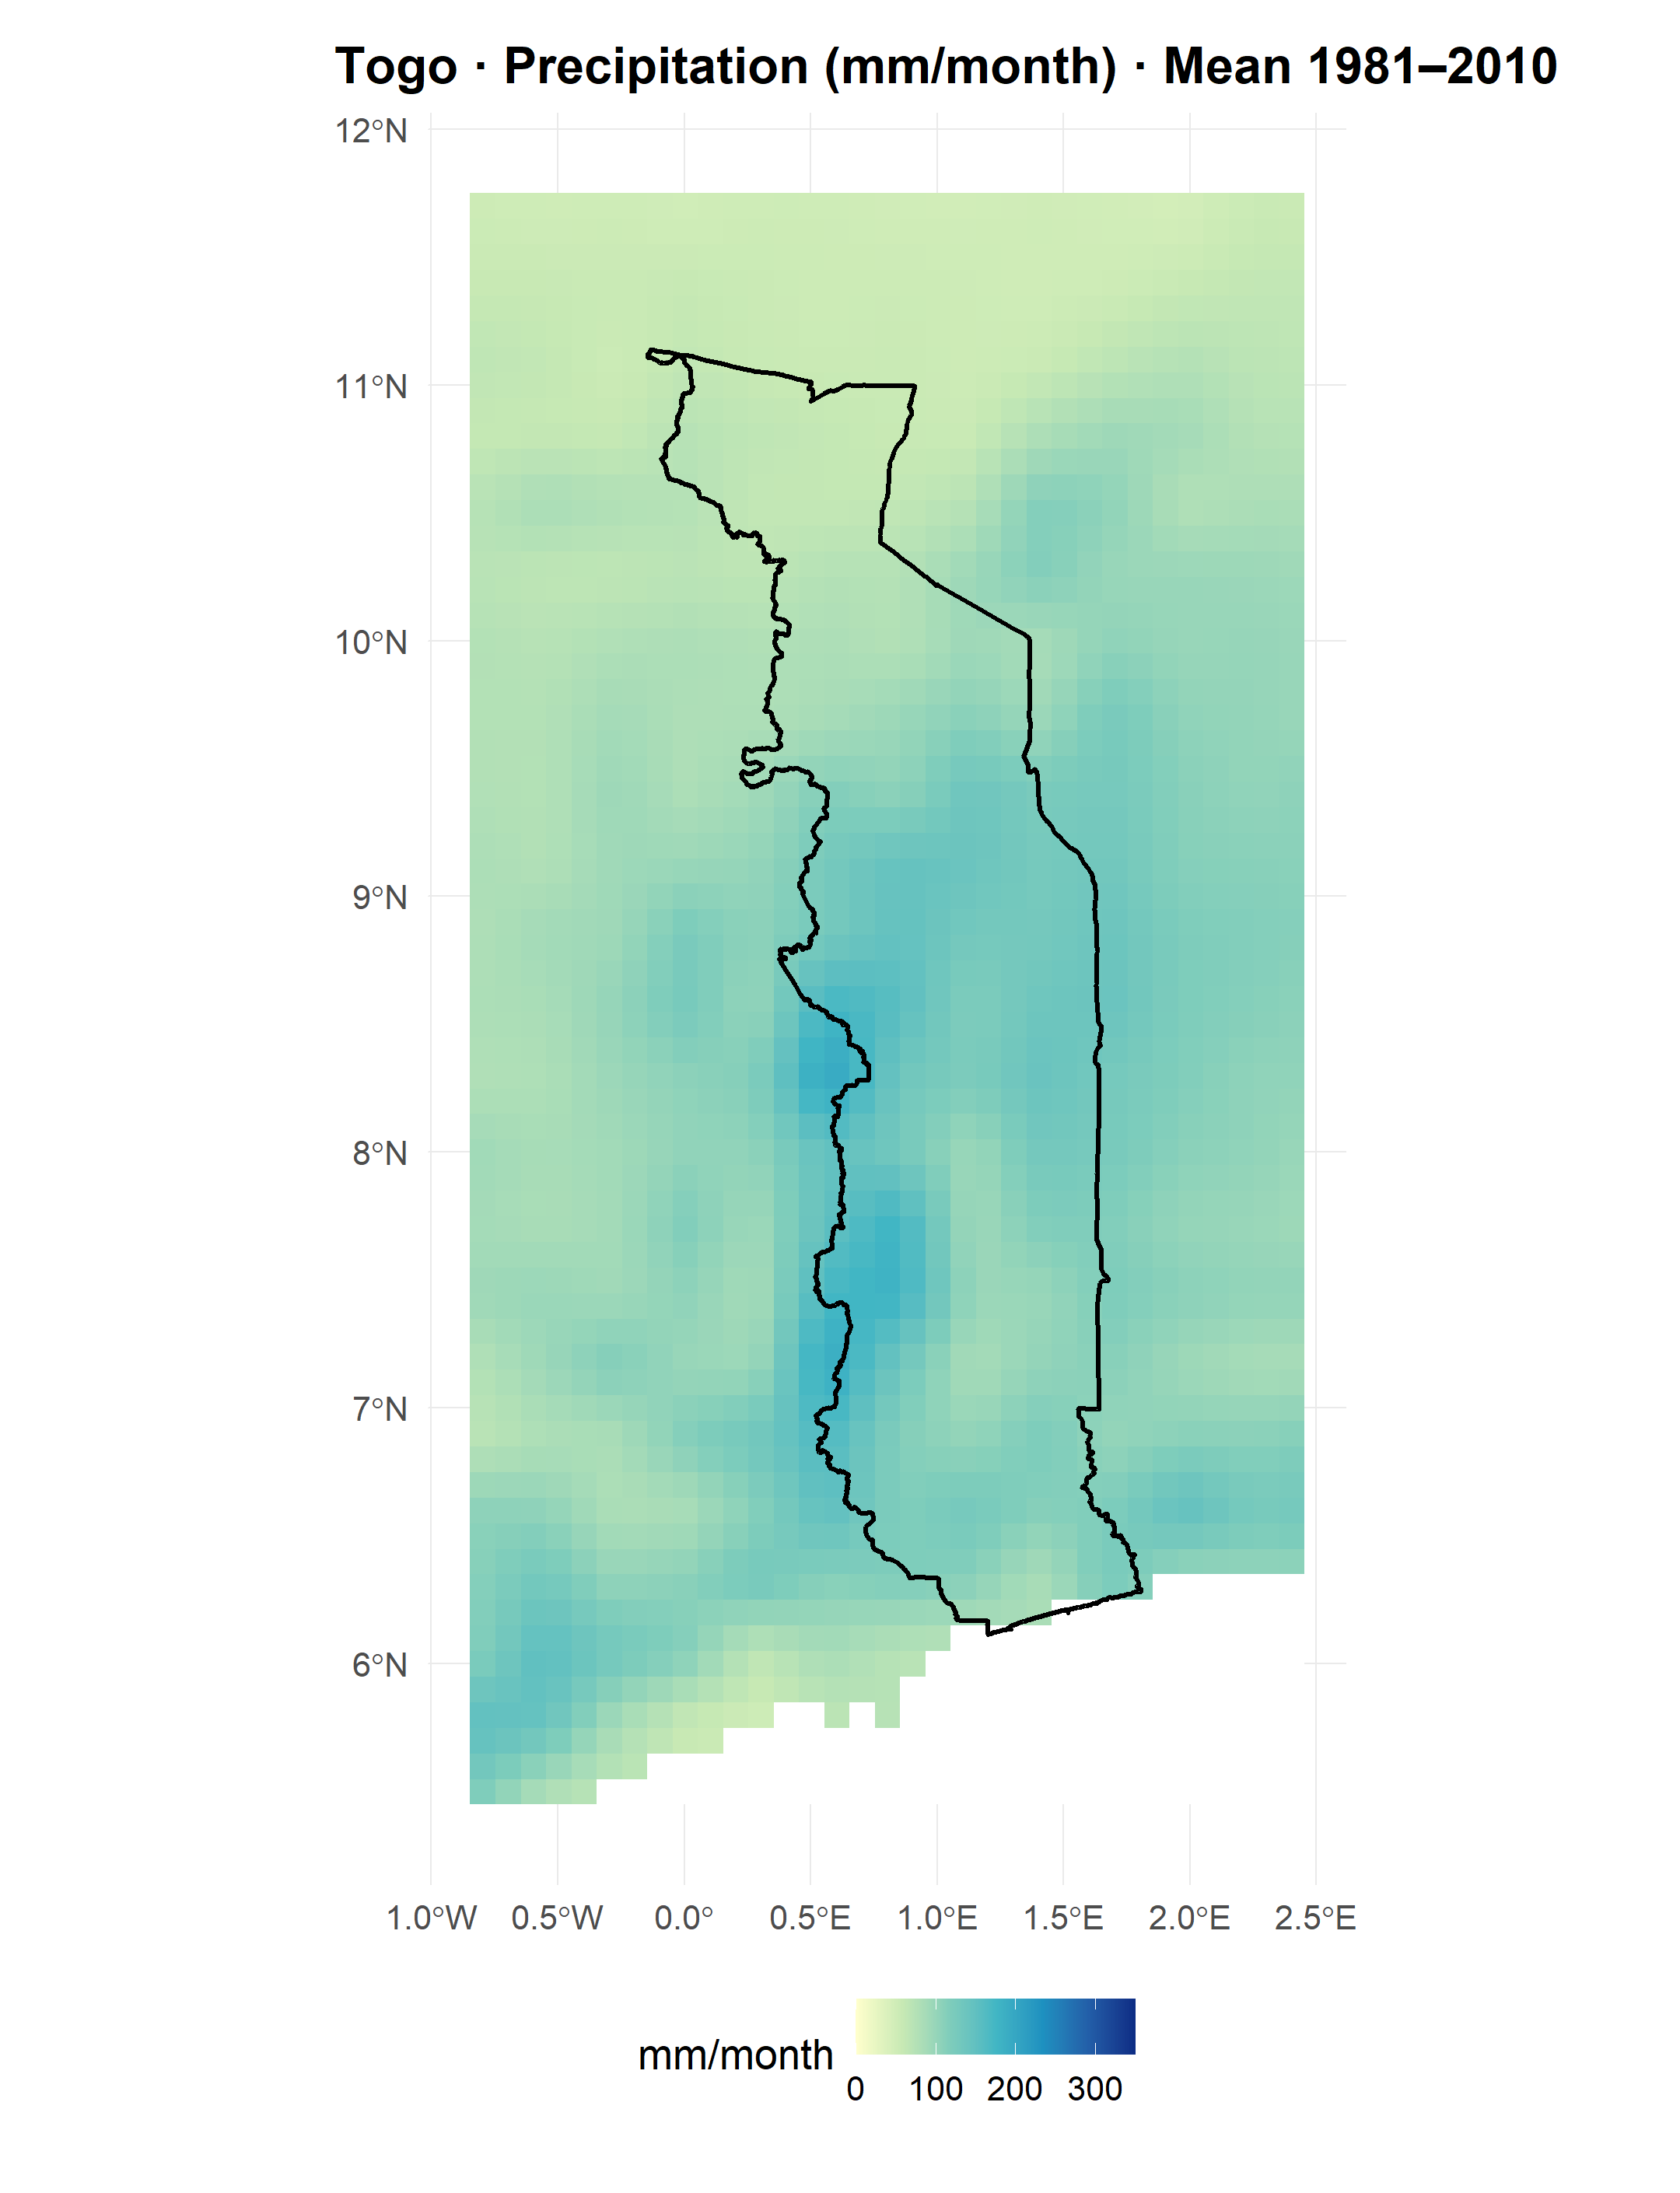 Togo · Precipitation (mm/month) · Mean 1981–2010
12°N
11°N
10°N
9°N
8°N
7°N
6°N
1.0°W 0.5°W 0.0° 0.5°E 1.0°E 1.5°E 2.0°E 2.5°E
mm/month
0 100 200 300